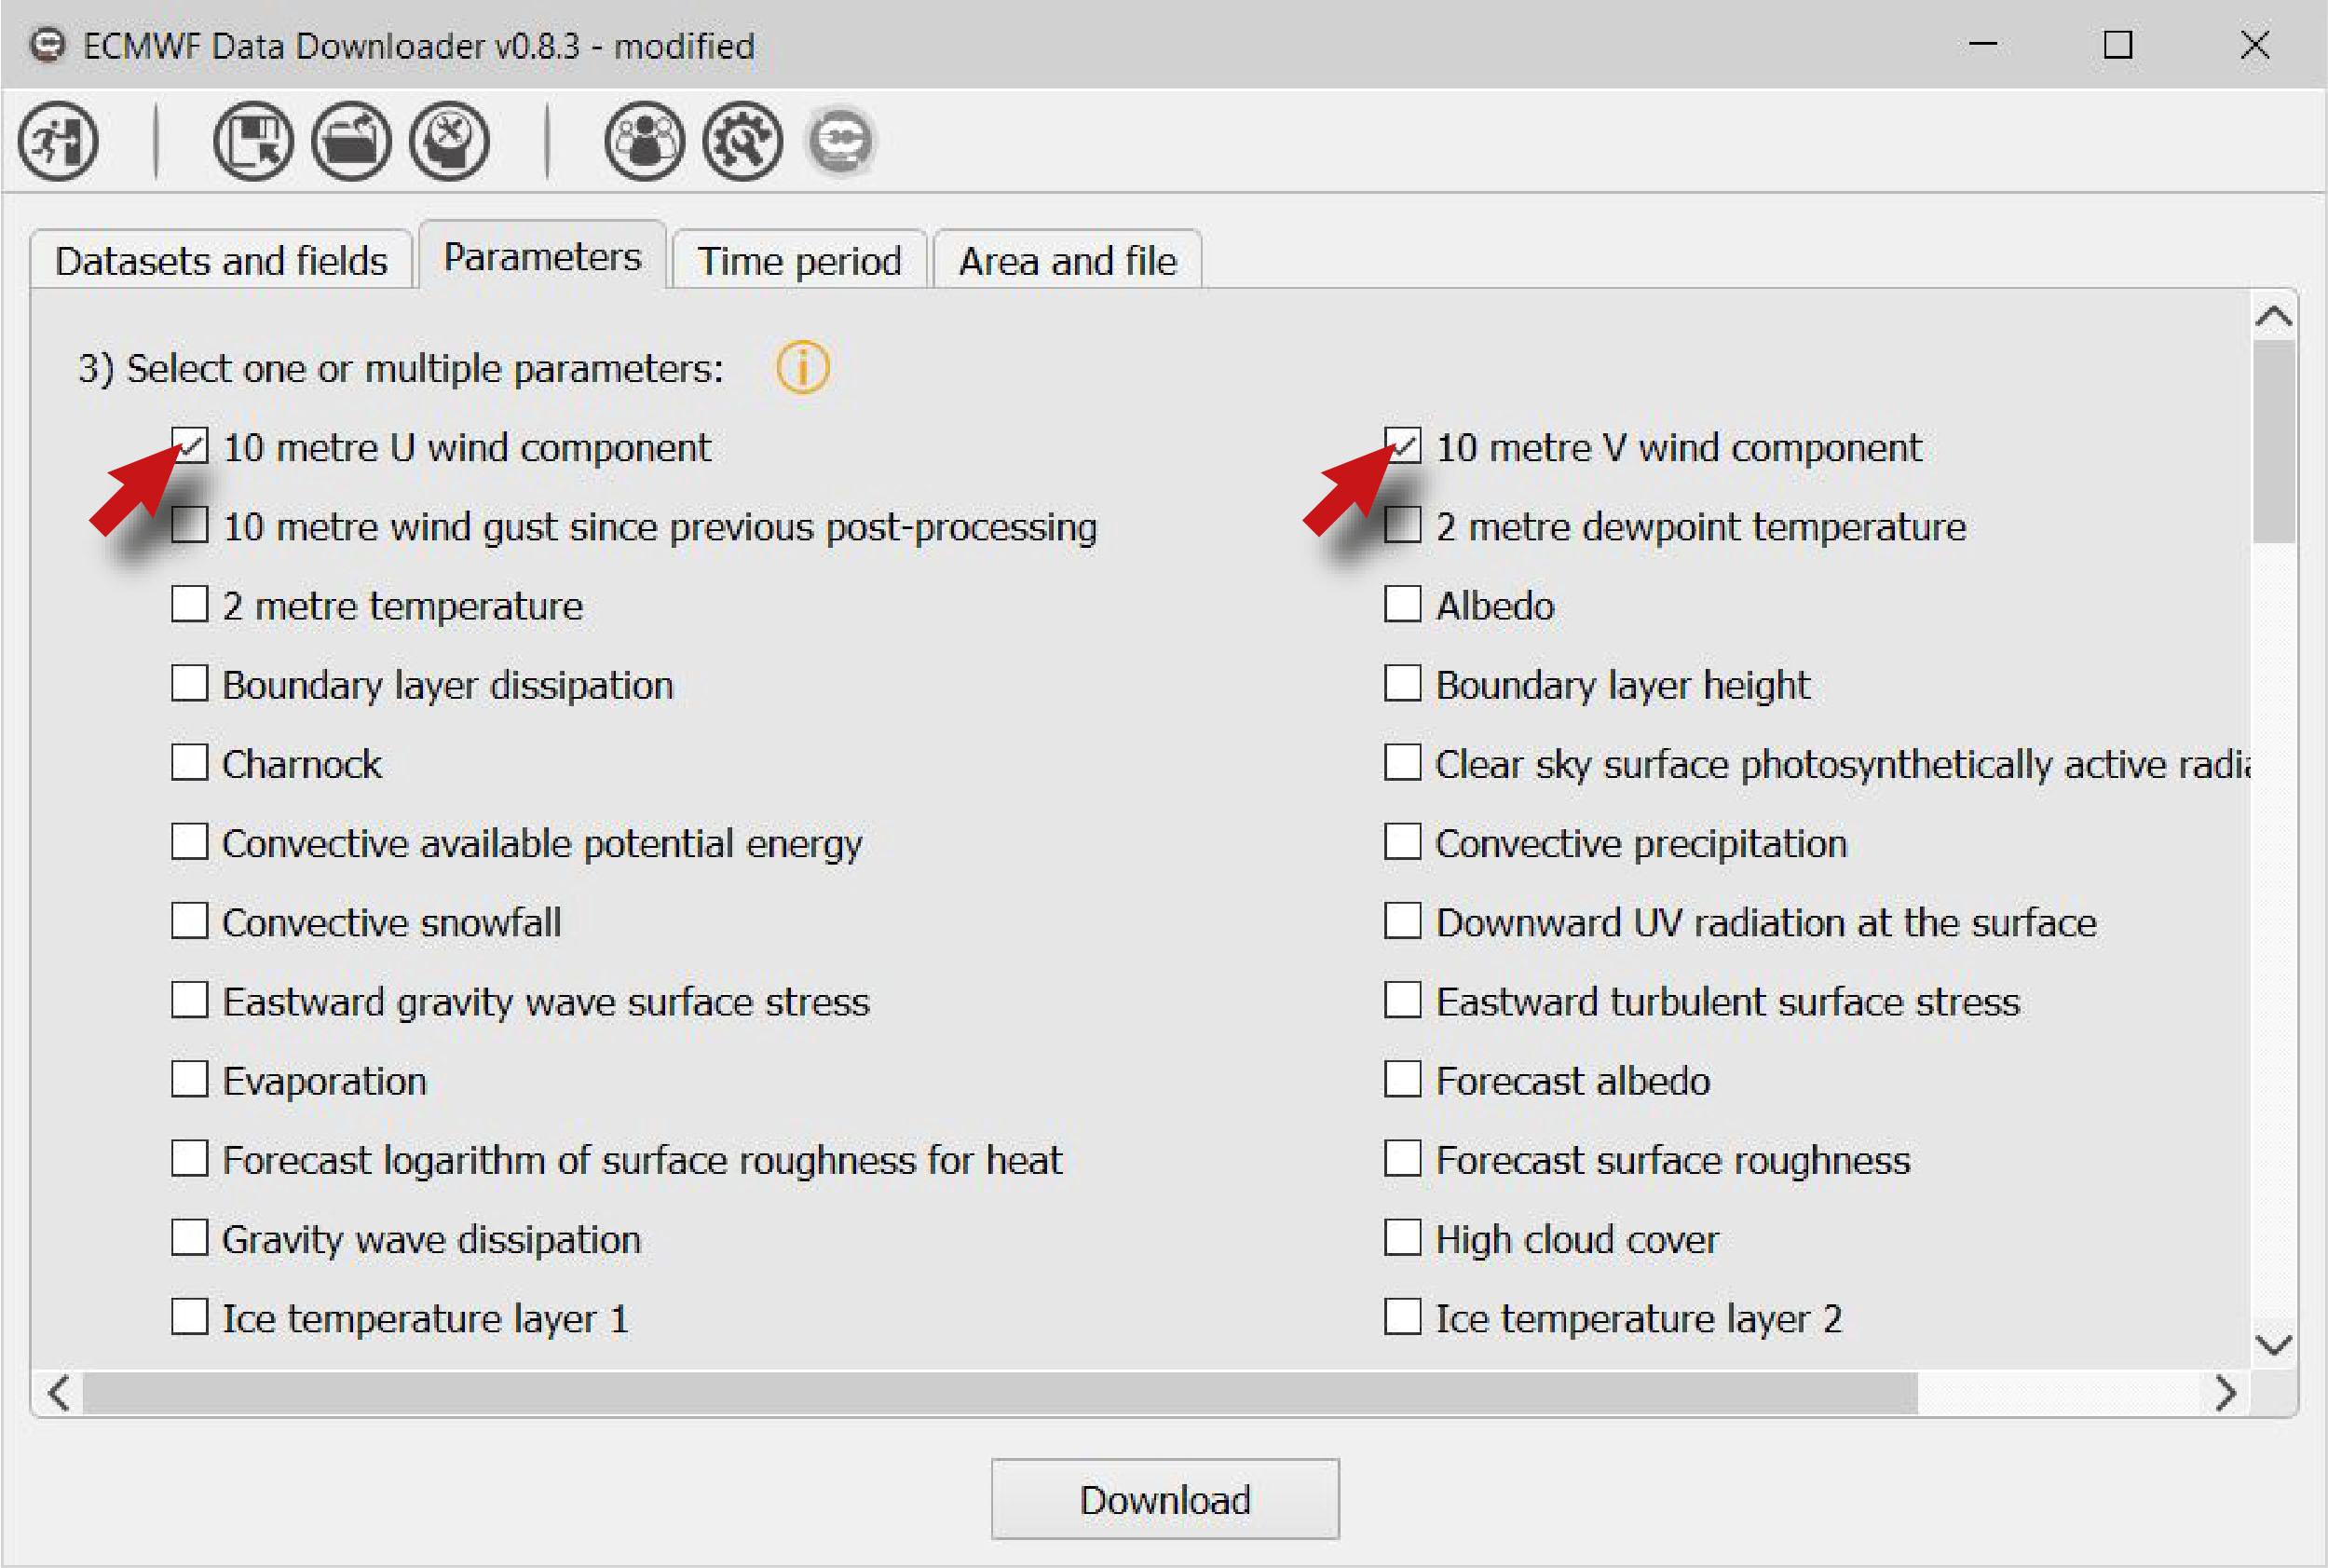 ECMWF Data Downloader v0.8.3 - modified
Datasets and fields Parameters Time period Area and file
3) Select one or multiple parameters:
10 metre U wind component 10 metre V wind component
10 metre wind gust since previous post-processing 2 metre dewpoint temperature
2 metre temperature Albedo
Boundary layer dissipation Boundary layer height
Charnock Clear sky surface photosynthetically active radia
Convective available potential energy Convective precipitation
Convective snowfall Downward UV radiation at the surface
Eastward gravity wave surface stress Eastward turbulent surface stress
Evaporation Forecast albedo
Forecast logarithm of surface roughness for heat Forecast surface roughness
Gravity wave dissipation High cloud cover
Ice temperature layer 1 Ice temperature layer 2
Download